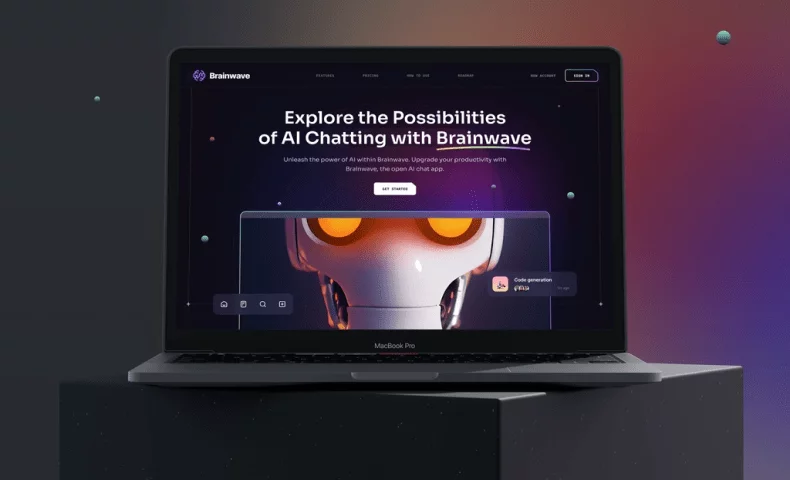 Brainwave
FEATURES
PRICING
HOW TO USE
ROADMAP
NEW ACCOUNT
SIGN IN
Explore the Possibilities
of AI Chatting with Brainwave
Unleash the power of AI within Brainwave. Upgrade your productivity with
Brainwave, the open AI chat app.
GET STARTED
Code generation
MacBook Pro